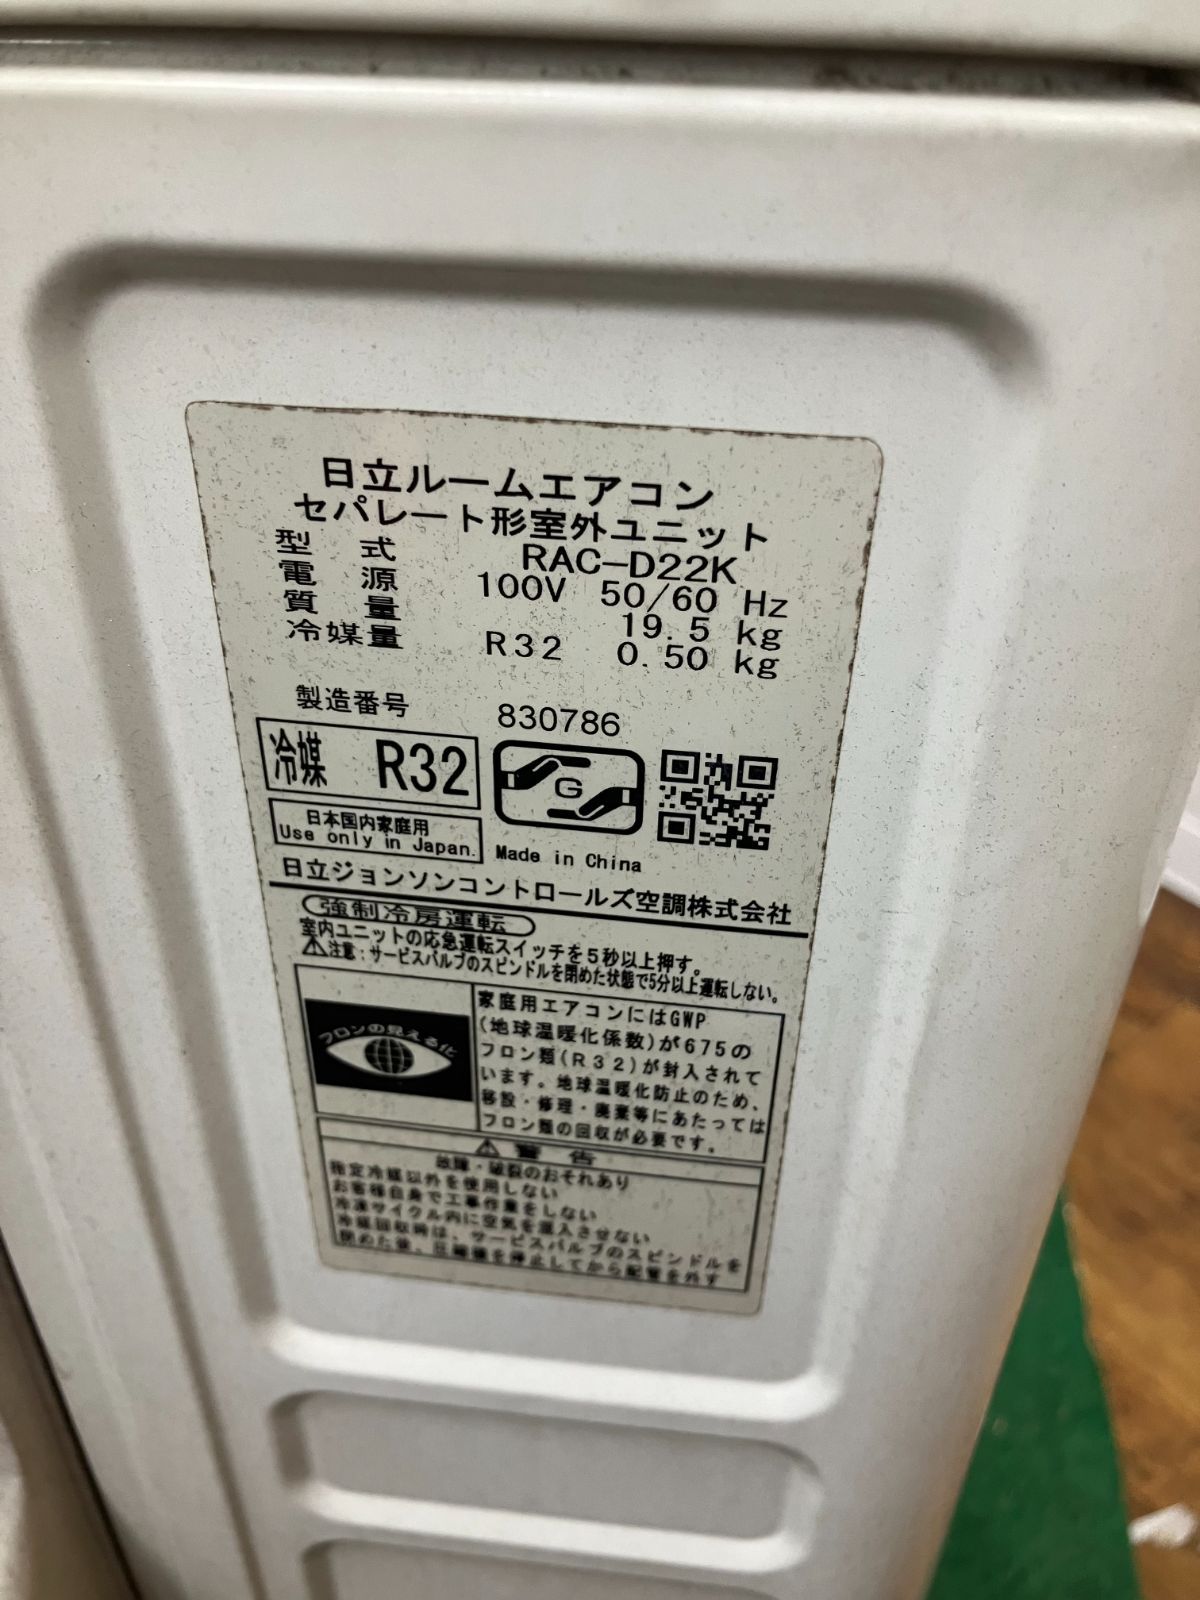 日立ルームエアコン
セパレート形室外ユニット
型式 RAC-D22K
電源 100V 50/60 Hz
質量 19.5 kg
冷媒量 R32 0.50 kg
製造番号 830786
冷媒 R32
G
日本国内家庭用
Use only in Japan.
Made in China
日立ジョンソンコントロールズ空調株式会社
強制冷房運転
室内ユニットの応急運転スイッチを5秒以上押す。
⚠注意:サービスバルブのスピンドルを閉めた状態で5分以上運転しない。
フロンの見える化
家庭用エアコンにはGWP
(地球温暖化係数)が675の
フロン類(R32)が封入されて
います。地球温暖化防止のため、
移設・修理・廃棄等にあたっては
フロン類の回収が必要です。
⚠警告
故障・破裂のおそれあり
指定冷媒以外を使用しない
お客様自身で工事作業をしない
冷凍サイクル内に空気を混入させない
冷媒回収時は、サービスバルブのスピンドルを
閉めた後、圧縮機を停止してから配管を外す